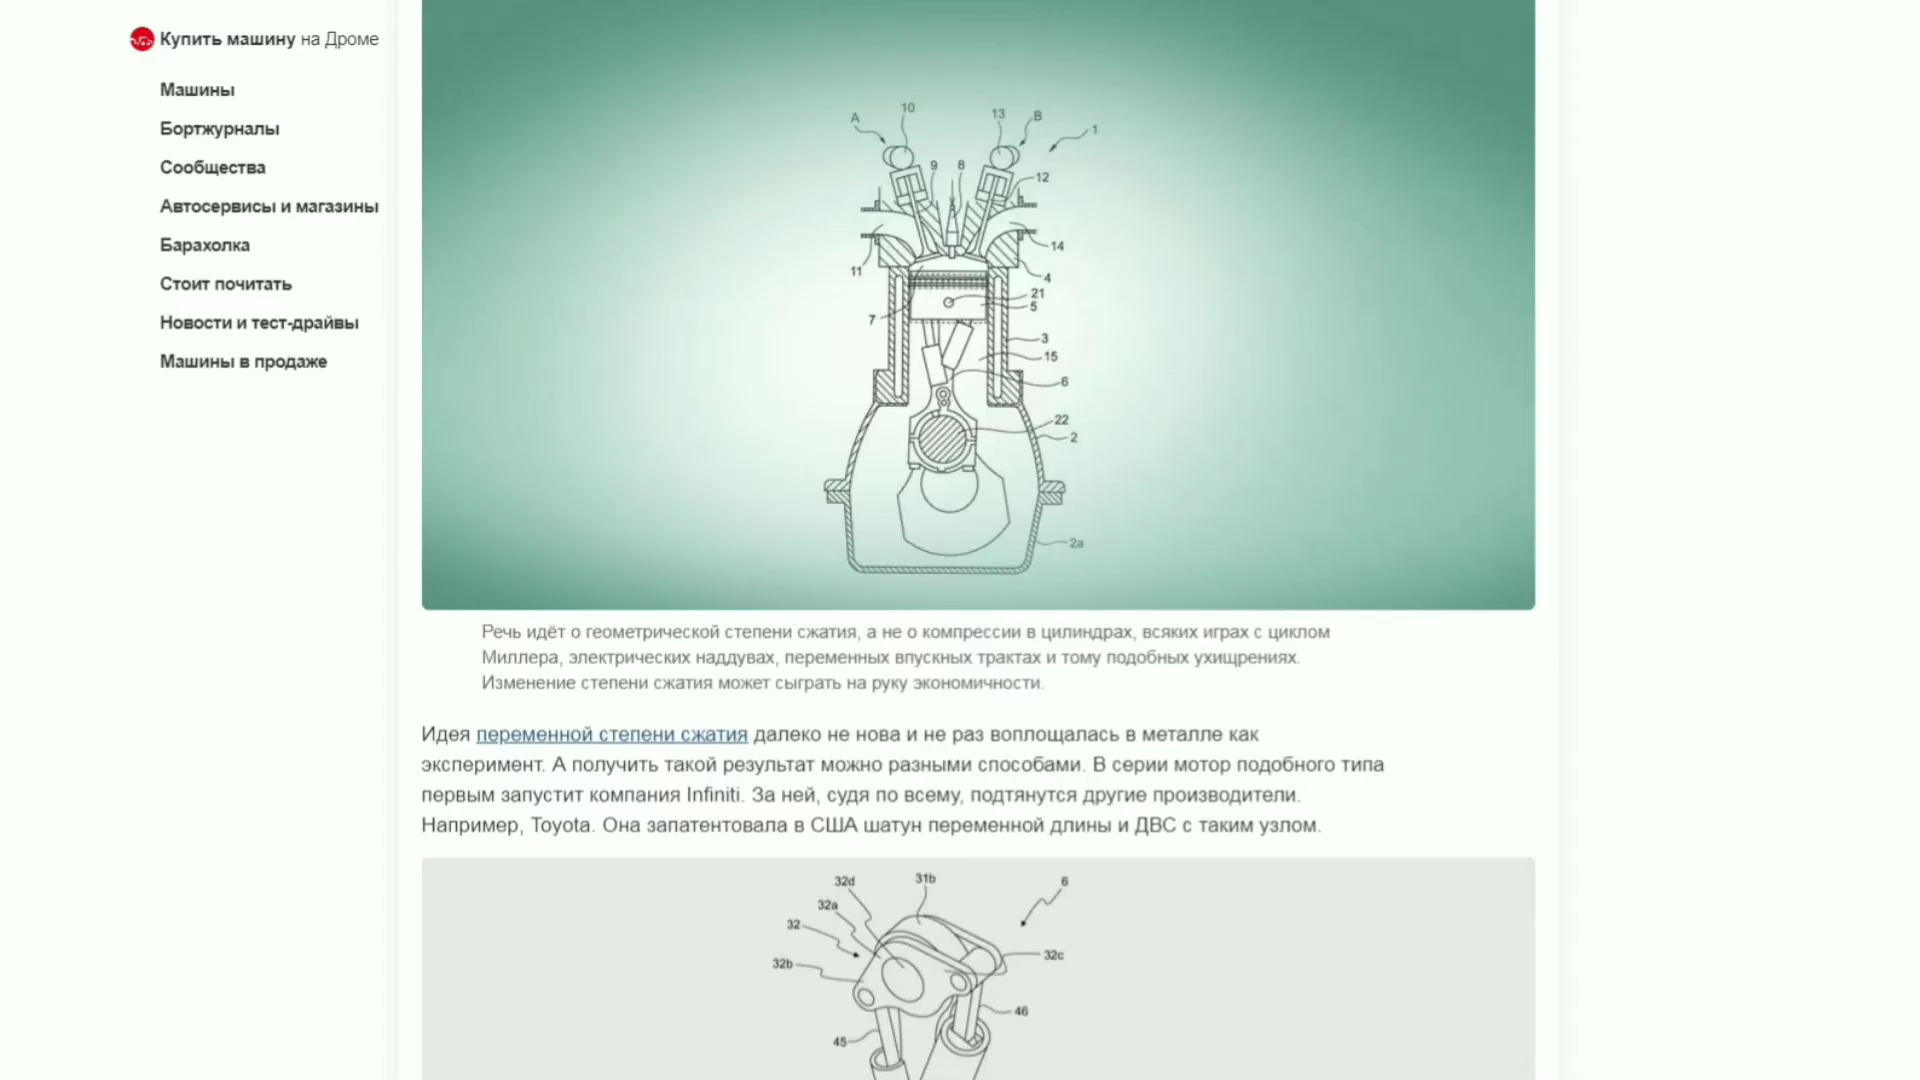 Купить машину на Дроме
Машины
Бортжурналы
Сообщества
Автосервисы и магазины
Барахолка
Стоит почитать
Новости и тест-драйвы
Машины в продаже
A
10
13
B
1
9
8
12
11
14
4
21
5
7
3
15
6
22
2
2a
Речь идёт о геометрической степени сжатия, а не о компрессии в цилиндрах, всяких играх с циклом
Миллера, электрических наддувах, переменных впускных трактах и тому подобных ухищрениях.
Изменение степени сжатия может сыграть на руку экономичности.
Идея переменной степени сжатия далеко не нова и не раз воплощалась в металле как
эксперимент. А получить такой результат можно разными способами. В серии мотор подобного типа
первым запустит компания Infiniti. За ней, судя по всему, подтянутся другие производители.
Например, Toyota. Она запатентовала в США шатун переменной длины и ДВС с таким узлом.
32d
31b
6
32a
32
32c
32b
46
45